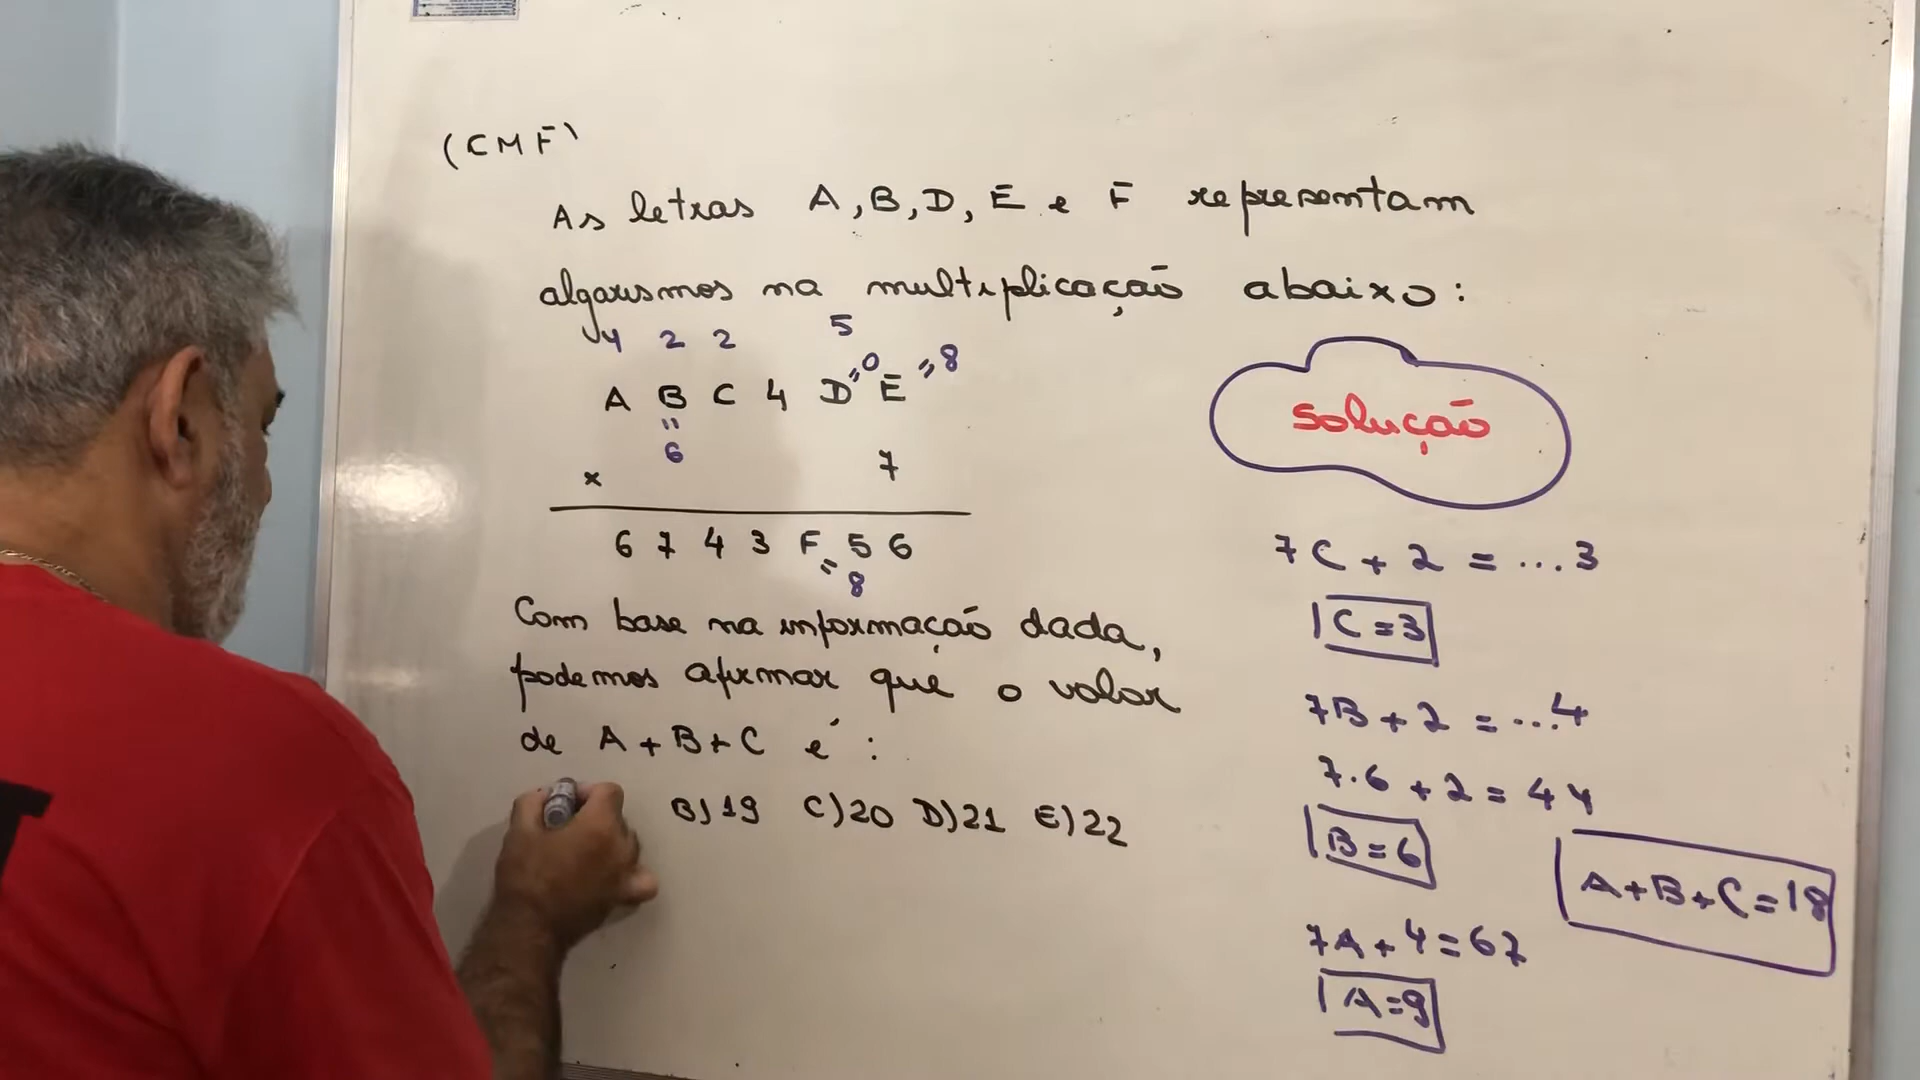 (CMF)
As letras A, B, D, E e F representam
algarismos na multiplicação abaixo:
4 2 2 5
A B C 4 D=0 E=8
"
6
x 7
6 7 4 3 F 5 6
= 8
Com base na informação dada,
podemos afirmar que o valor
de A + B + C é:
B) 19 C) 20 D) 21 E) 22
Solução
7C + 2 = ...3
C = 3
7B + 2 = ...4
7.6 + 2 = 44
B = 6
7A + 4 = 67
A = 9
A + B + C = 18